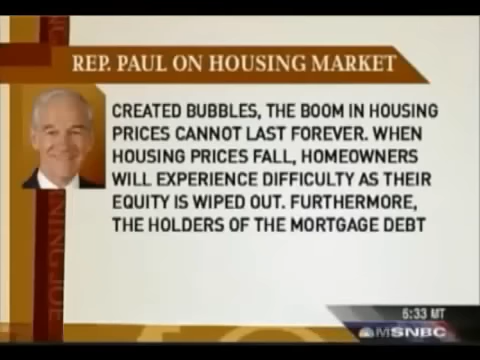 REP. PAUL ON HOUSING MARKET
CREATED BUBBLES, THE BOOM IN HOUSING
PRICES CANNOT LAST FOREVER. WHEN
HOUSING PRICES FALL, HOMEOWNERS
WILL EXPERIENCE DIFFICULTY AS THEIR
EQUITY IS WIPED OUT. FURTHERMORE,
THE HOLDERS OF THE MORTGAGE DEBT
NING JOE
6:33 MT
MSNBC